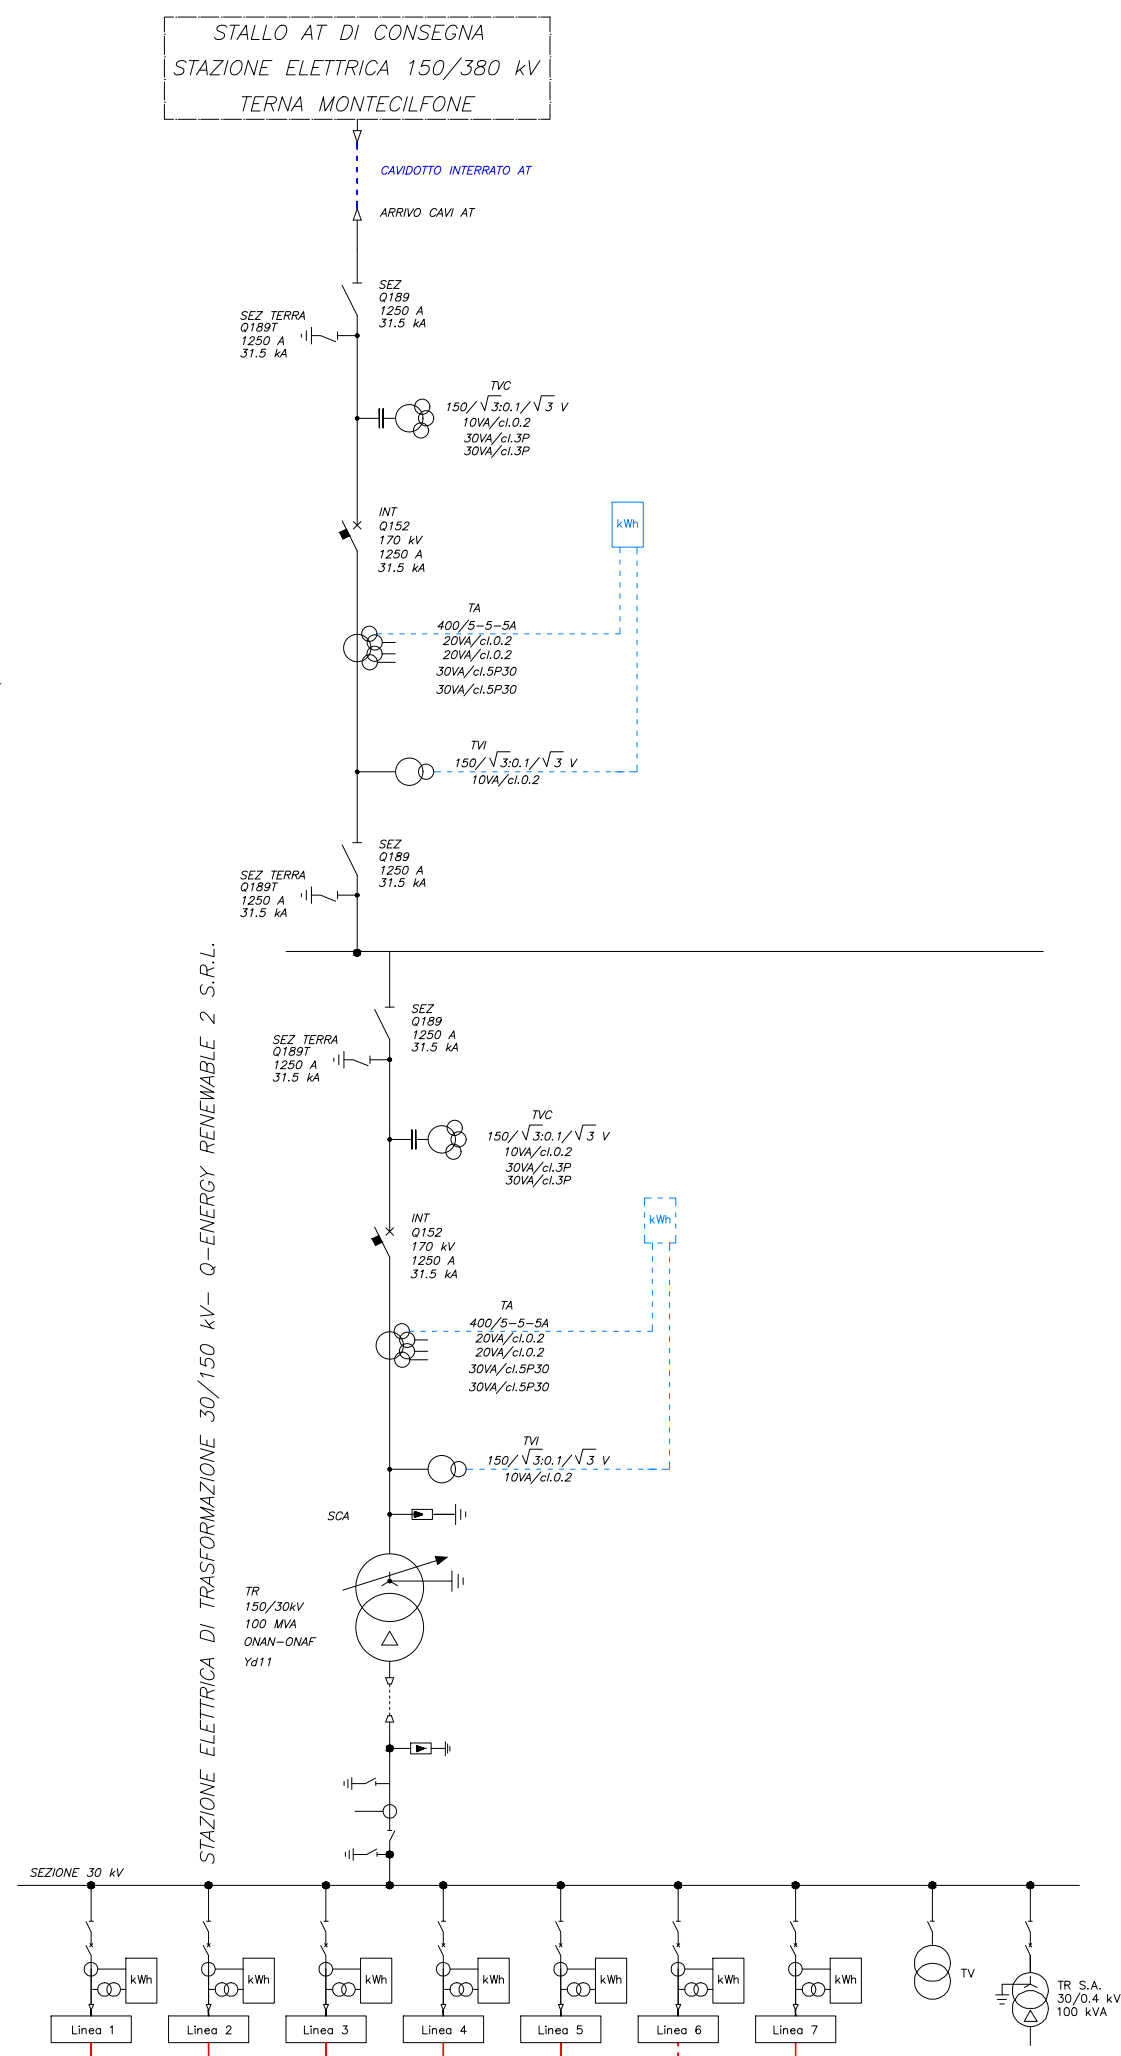 STALLO AT DI CONSEGNA
STAZIONE ELETTRICA 150/380 kV
TERNA MONTECILFONE
CAVIDOTTO INTERRATO AT
ARRIVO CAVI AT
SEZ
Q189
1250 A
31.5 kA
SEZ TERRA
Q189T
1250 A
31.5 kA
TVC
150/√3:0.1/√3 V
10VA/cl.0.2
30VA/cl.3P
30VA/cl.3P
INT
Q152
170 kV
1250 A
31.5 kA
kWh
TA
400/5-5-5A
20VA/cl.0.2
20VA/cl.0.2
30VA/cl.5P30
30VA/cl.5P30
TVI
150/√3:0.1/√3 V
10VA/cl.0.2
SEZ
Q189
1250 A
31.5 kA
SEZ TERRA
Q189T
1250 A
31.5 kA
STAZIONE ELETTRICA DI TRASFORMAZIONE 30/150 kV- Q-ENERGY RENEWABLE 2 S.R.L.
SEZ
Q189
1250 A
31.5 kA
SEZ TERRA
Q189T
1250 A
31.5 kA
TVC
150/√3:0.1/√3 V
10VA/cl.0.2
30VA/cl.3P
30VA/cl.3P
INT
Q152
170 kV
1250 A
31.5 kA
kWh
TA
400/5-5-5A
20VA/cl.0.2
20VA/cl.0.2
30VA/cl.5P30
30VA/cl.5P30
TVI
150/√3:0.1/√3 V
10VA/cl.0.2
SCA
TR
150/30kV
100 MVA
ONAN-ONAF
Yd11
SEZIONE 30 kV
kWh
kWh
kWh
kWh
kWh
kWh
kWh
TV
TR S.A.
30/0.4 kV
100 kVA
Linea 1
Linea 2
Linea 3
Linea 4
Linea 5
Linea 6
Linea 7